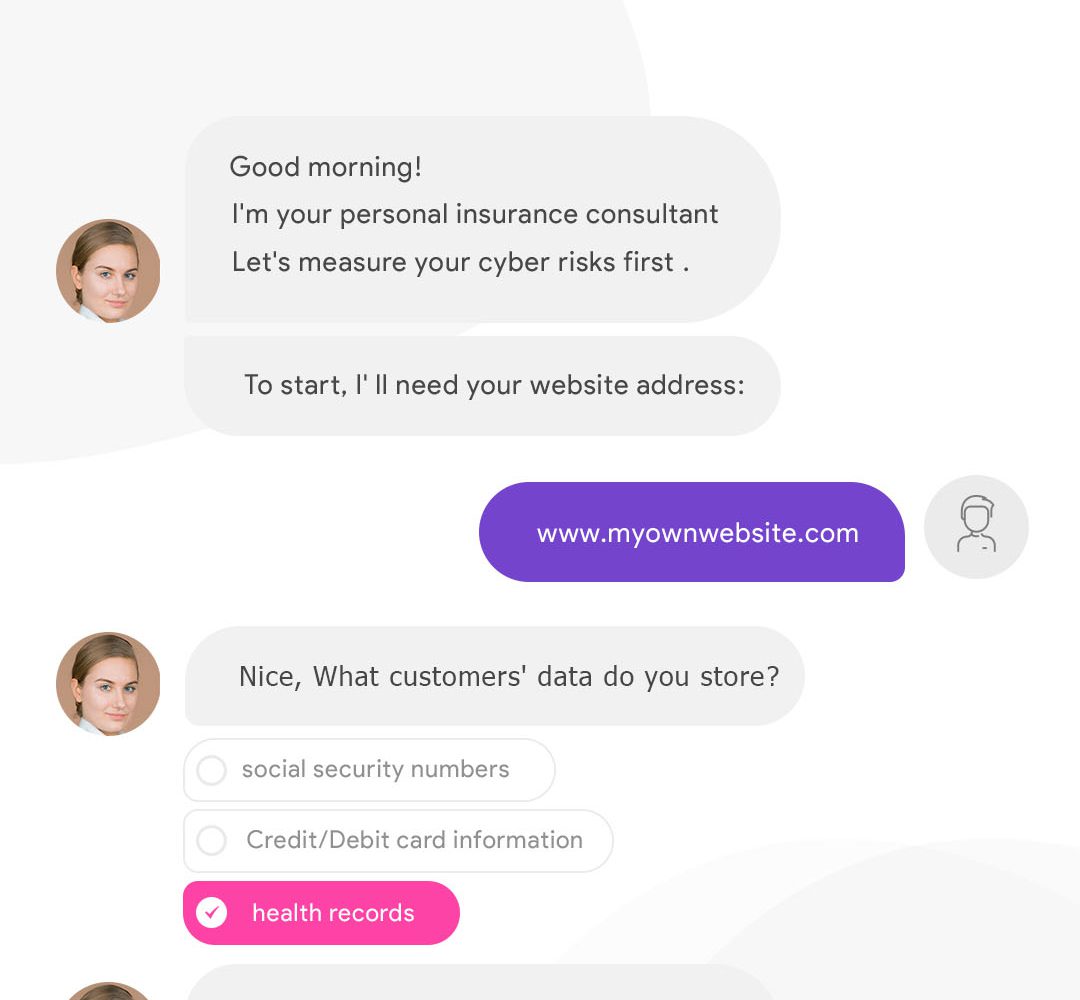 Good morning!
I'm your personal insurance consultant
Let's measure your cyber risks first .
To start, I' ll need your website address:
www.myownwebsite.com
Nice, What customers' data do you store?
social security numbers
Credit/Debit card information
health records